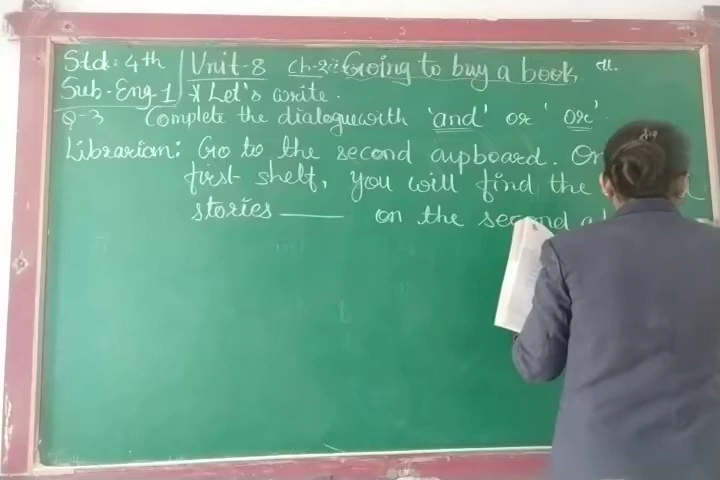 Std: 4th Unit-8 ch-2: Going to buy a book dt.
Sub-Eng-1 * Let's write.
Q-3 Complete the dialogue with 'and' or 'or'.
Librarian: Go to the second cupboard. On
first shelf, you will find the
stories ____ on the second